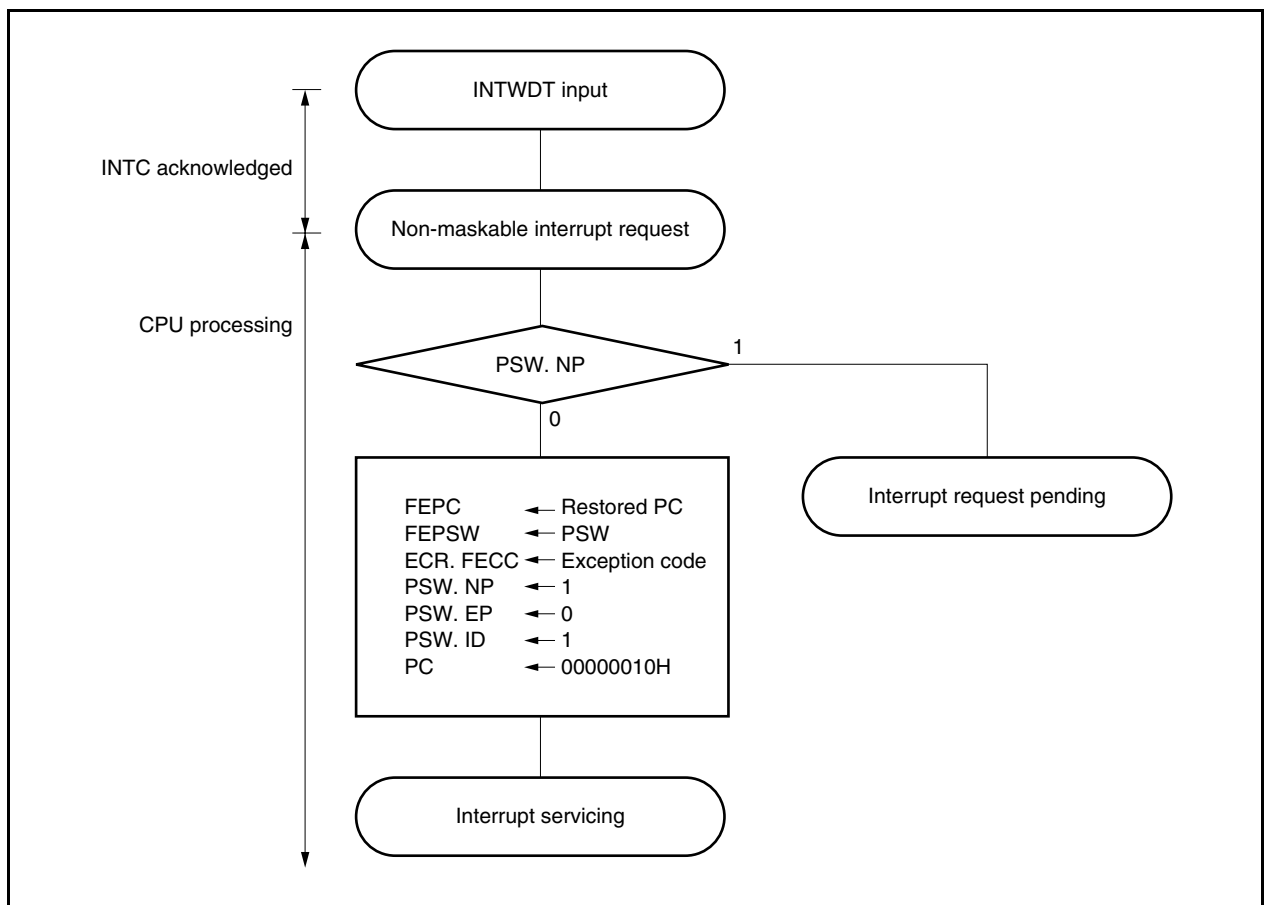 INTWDT input
INTC acknowledged
Non-maskable interrupt request
CPU processing
PSW. NP
1
0
FEPC ← Restored PC
FEPSW ← PSW
ECR. FECC ← Exception code
PSW. NP ← 1
PSW. EP ← 0
PSW. ID ← 1
PC ← 00000010H
Interrupt request pending
Interrupt servicing